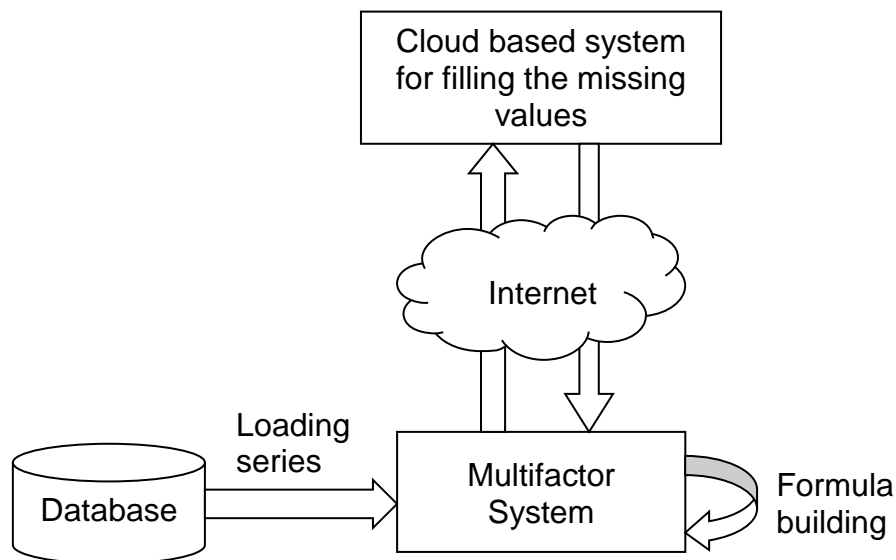 Cloud based system
for filling the missing
values
Internet
Loading
series
Database
Multifactor
System
Formula
building